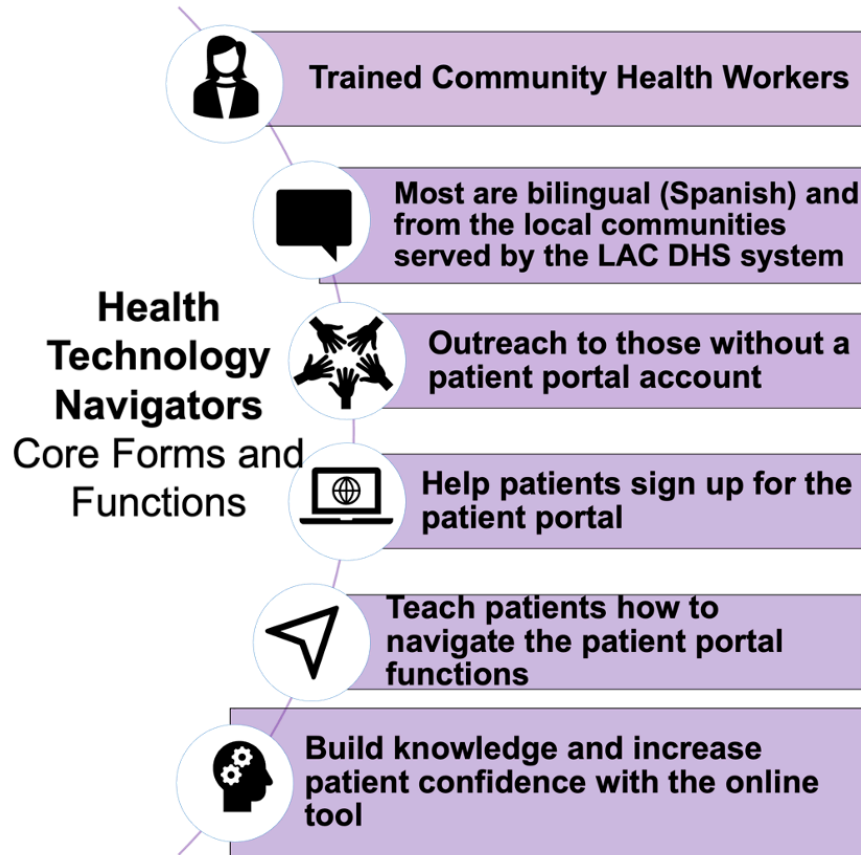 Health
Technology
Navigators
Core Forms and
Functions
Trained Community Health Workers
Most are bilingual (Spanish) and
from the local communities
served by the LAC DHS system
Outreach to those without a
patient portal account
Help patients sign up for the
patient portal
Teach patients how to
navigate the patient portal
functions
Build knowledge and increase
patient confidence with the online
tool